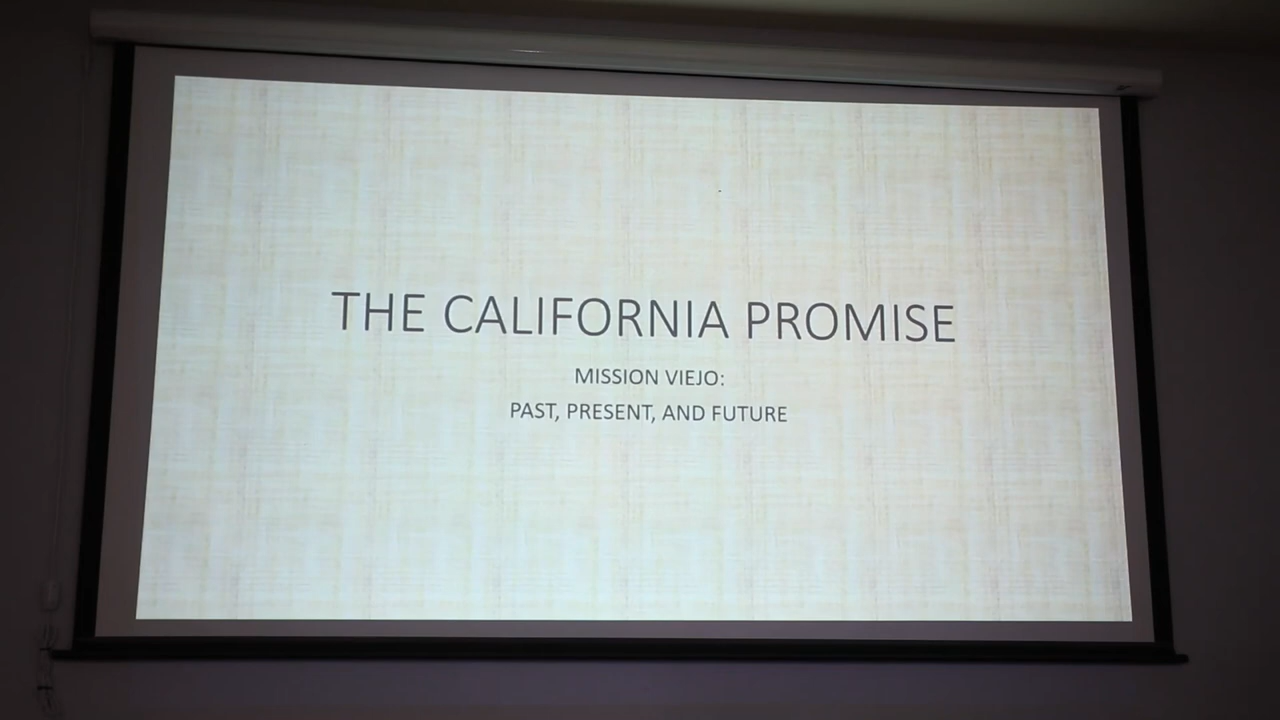 THE CALIFORNIA PROMISE
MISSION VIEJO:
PAST, PRESENT, AND FUTURE